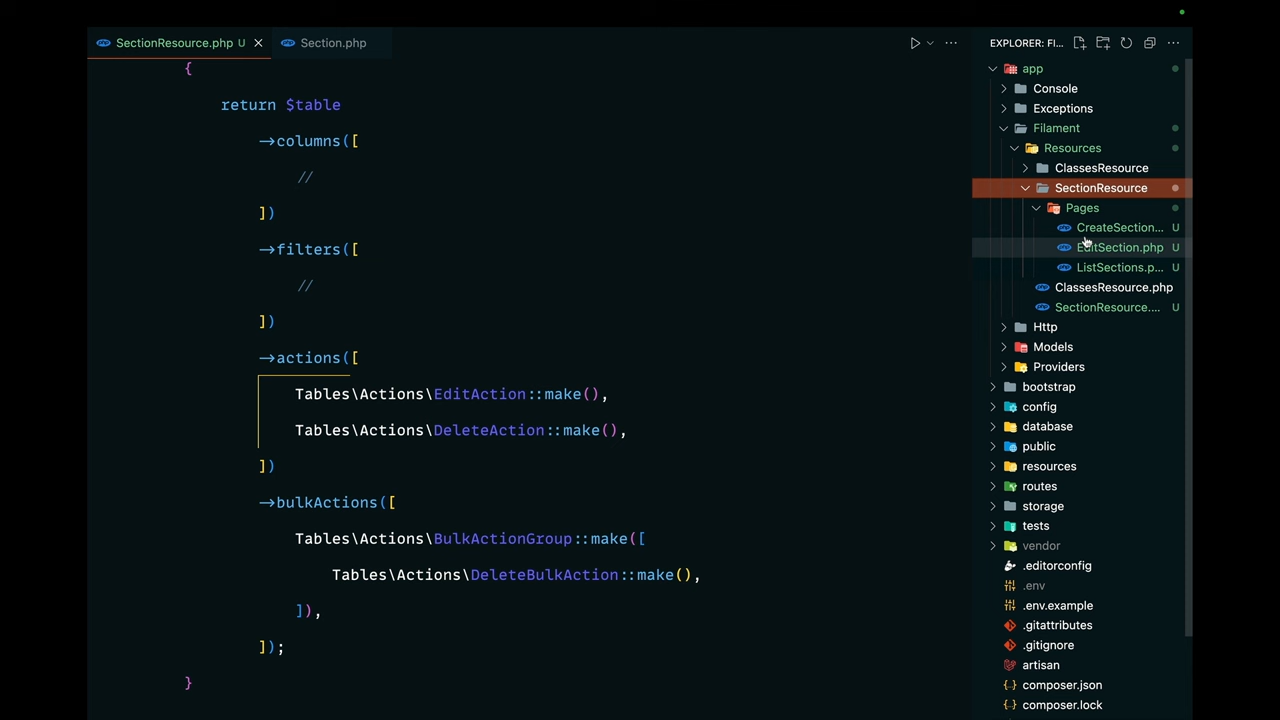 SectionResource.php U
Section.php
{
return $table
->columns([
//
])
->filters([
//
])
->actions([
Tables\Actions\EditAction::make(),
Tables\Actions\DeleteAction::make(),
])
->bulkActions([
Tables\Actions\BulkActionGroup::make([
Tables\Actions\DeleteBulkAction::make(),
]),
]);
}
EXPLORER: FI...
app
Console
Exceptions
Filament
Resources
ClassesResource
SectionResource
Pages
CreateSection... U
EditSection.php U
ListSections.p... U
ClassesResource.php
SectionResource.... U
Http
Models
Providers
bootstrap
config
database
public
resources
routes
storage
tests
vendor
.editorconfig
.env
.env.example
.gitattributes
.gitignore
artisan
composer.json
composer.lock